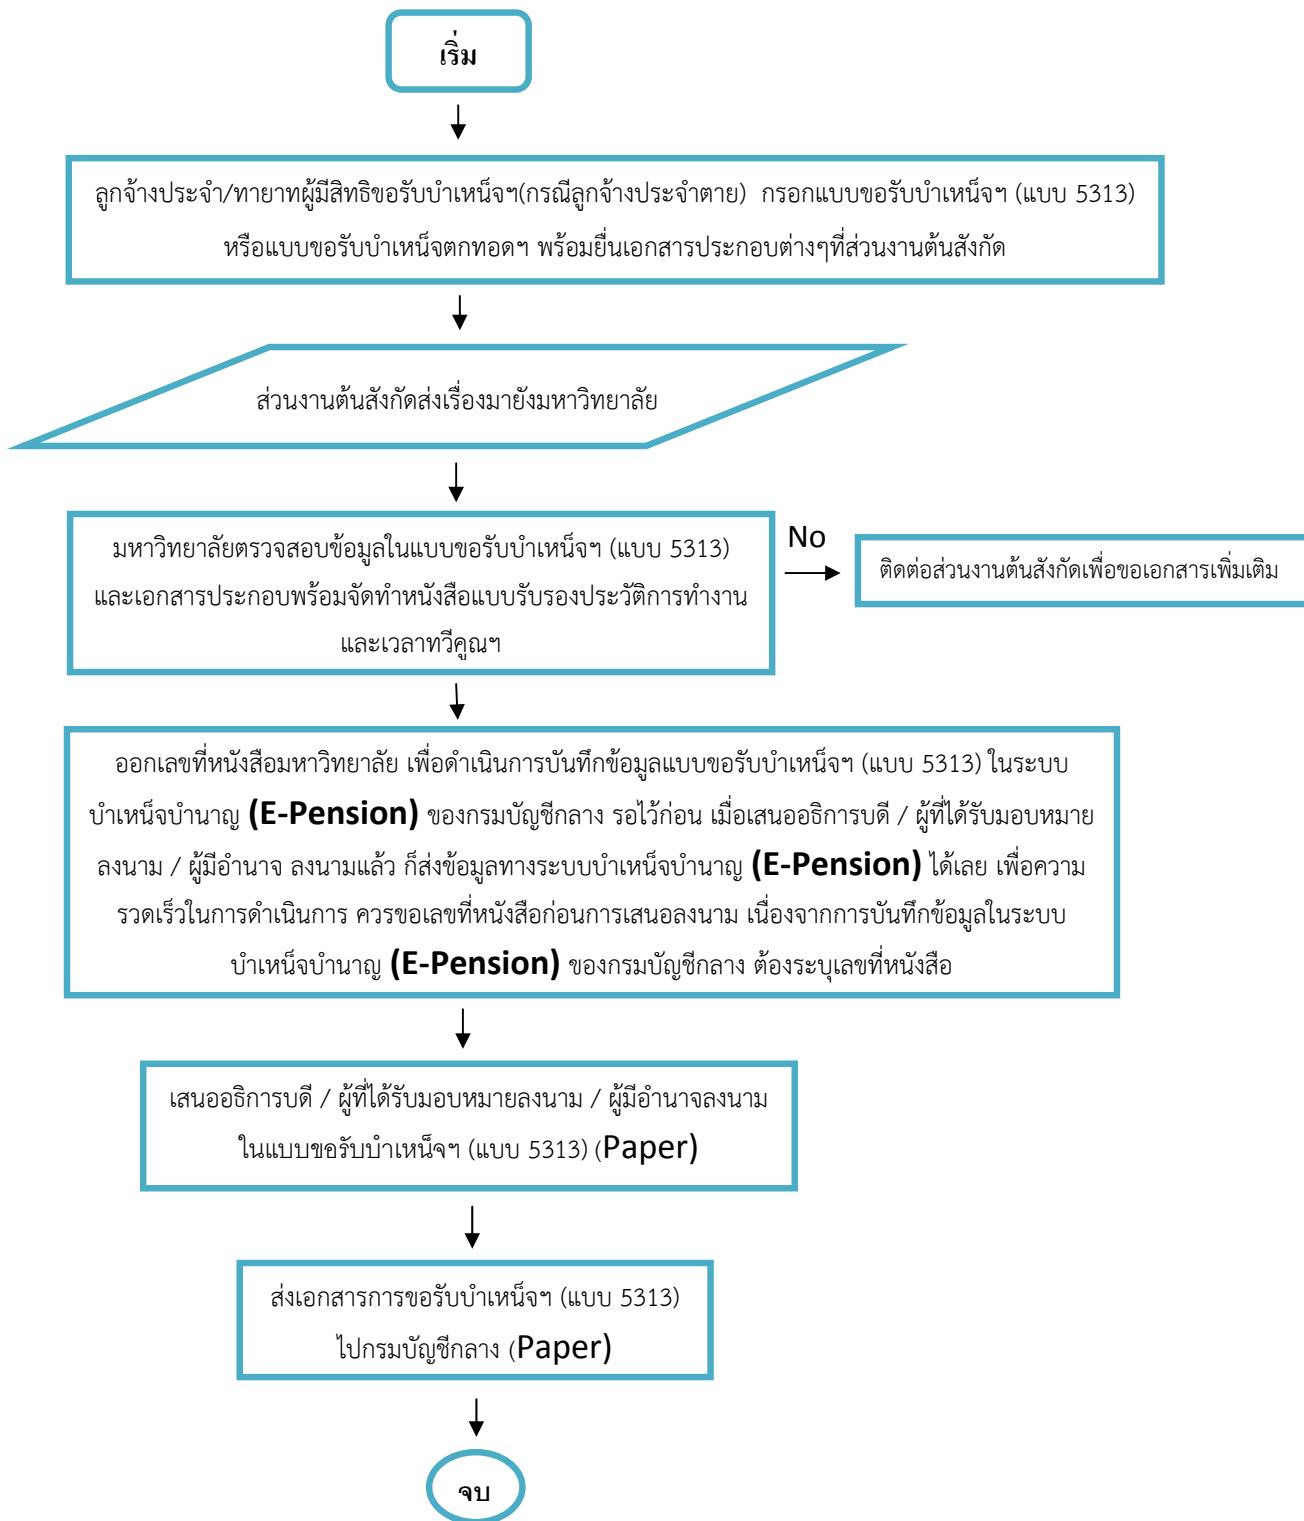 เริ่ม
ลูกจ้างประจำ/ทายาทผู้มีสิทธิขอรับบำเหน็จฯ(กรณีลูกจ้างประจำตาย) กรอกแบบขอรับบำเหน็จฯ (แบบ 5313)
หรือแบบขอรับบำเหน็จตกทอดฯ พร้อมยื่นเอกสารประกอบต่างๆที่ส่วนงานต้นสังกัด
ส่วนงานต้นสังกัดส่งเรื่องมายังมหาวิทยาลัย
มหาวิทยาลัยตรวจสอบข้อมูลในแบบขอรับบำเหน็จฯ (แบบ 5313)
และเอกสารประกอบพร้อมจัดทำหนังสือแบบรับรองประวัติการทำงาน
และเวลาทวีคูณฯ
No
ติดต่อส่วนงานต้นสังกัดเพื่อขอเอกสารเพิ่มเติม
ออกเลขที่หนังสือมหาวิทยาลัย เพื่อดำเนินการบันทึกข้อมูลแบบขอรับบำเหน็จฯ (แบบ 5313) ในระบบ
บำเหน็จบำนาญ (E-Pension) ของกรมบัญชีกลาง รอไว้ก่อน เมื่อเสนออธิการบดี / ผู้ที่ได้รับมอบหมาย
ลงนาม / ผู้มีอำนาจ ลงนามแล้ว ก็ส่งข้อมูลทางระบบบำเหน็จบำนาญ (E-Pension) ได้เลย เพื่อความ
รวดเร็วในการดำเนินการ ควรขอเลขที่หนังสือก่อนการเสนอลงนาม เนื่องจากการบันทึกข้อมูลในระบบ
บำเหน็จบำนาญ (E-Pension) ของกรมบัญชีกลาง ต้องระบุเลขที่หนังสือ
เสนออธิการบดี / ผู้ที่ได้รับมอบหมายลงนาม / ผู้มีอำนาจลงนาม
ในแบบขอรับบำเหน็จฯ (แบบ 5313) (Paper)
ส่งเอกสารการขอรับบำเหน็จฯ (แบบ 5313)
ไปกรมบัญชีกลาง (Paper)
จบ